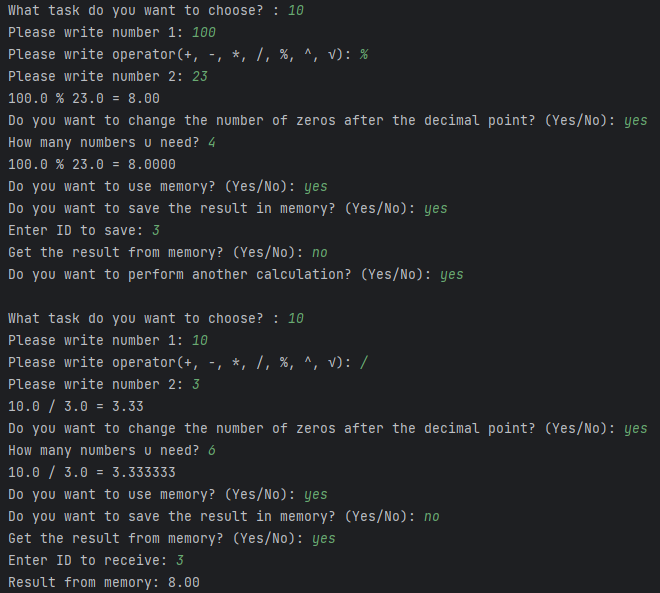 What task do you want to choose? : 10
Please write number 1: 100
Please write operator(+, -, *, /, %, ^, √): %
Please write number 2: 23
100.0 % 23.0 = 8.00
Do you want to change the number of zeros after the decimal point? (Yes/No): yes
How many numbers u need? 4
100.0 % 23.0 = 8.0000
Do you want to use memory? (Yes/No): yes
Do you want to save the result in memory? (Yes/No): yes
Enter ID to save: 3
Get the result from memory? (Yes/No): no
Do you want to perform another calculation? (Yes/No): yes
What task do you want to choose? : 10
Please write number 1: 10
Please write operator(+, -, *, /, %, ^, √): /
Please write number 2: 3
10.0 / 3.0 = 3.33
Do you want to change the number of zeros after the decimal point? (Yes/No): yes
How many numbers u need? 6
10.0 / 3.0 = 3.333333
Do you want to use memory? (Yes/No): yes
Do you want to save the result in memory? (Yes/No): no
Get the result from memory? (Yes/No): yes
Enter ID to receive: 3
Result from memory: 8.00